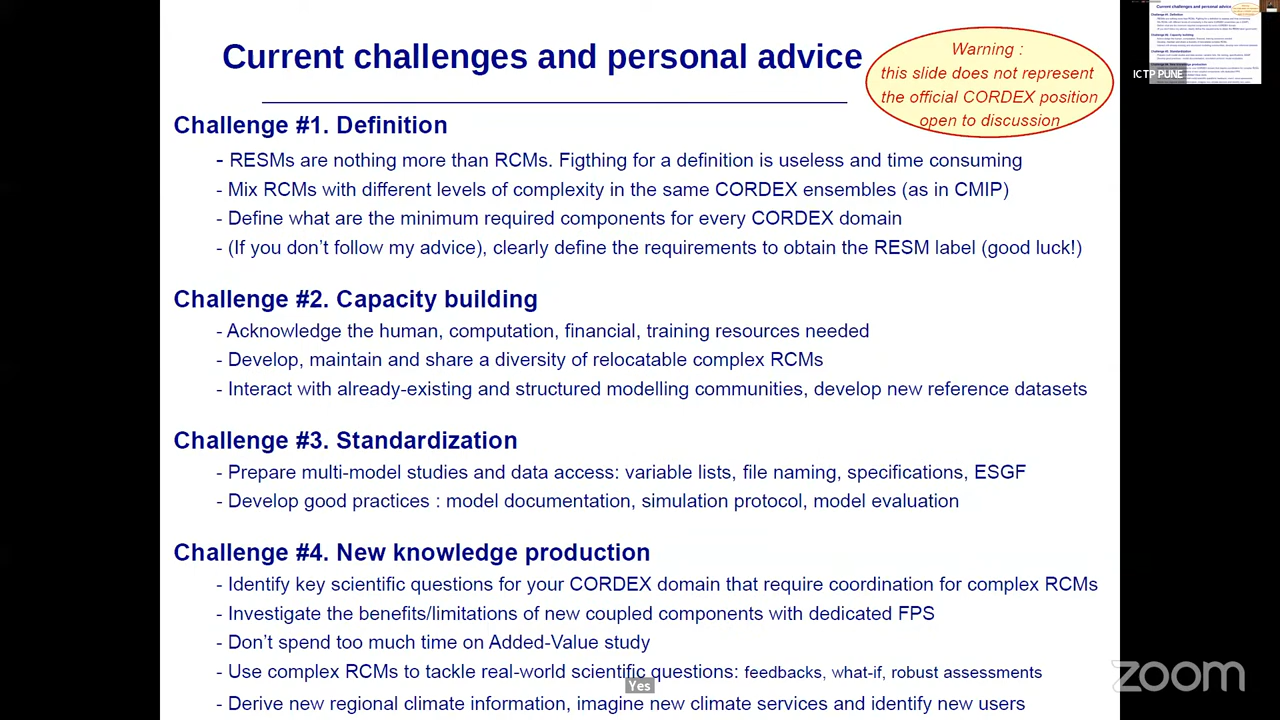 Current challenges and personal advice
Warning :
this slide does not represent
the official CORDEX position
open to discussion
Challenge #1. Definition
- RESMs are nothing more than RCMs. Figthing for a definition is useless and time consuming
- Mix RCMs with different levels of complexity in the same CORDEX ensembles (as in CMIP)
- Define what are the minimum required components for every CORDEX domain
- (If you don't follow my advice), clearly define the requirements to obtain the RESM label (good luck!)
Challenge #2. Capacity building
- Acknowledge the human, computation, financial, training resources needed
- Develop, maintain and share a diversity of relocatable complex RCMs
- Interact with already-existing and structured modelling communities, develop new reference datasets
Challenge #3. Standardization
- Prepare multi-model studies and data access: variable lists, file naming, specifications, ESGF
- Develop good practices : model documentation, simulation protocol, model evaluation
Challenge #4. New knowledge production
- Identify key scientific questions for your CORDEX domain that require coordination for complex RCMs
- Investigate the benefits/limitations of new coupled components with dedicated FPS
- Don't spend too much time on Added-Value study
- Use complex RCMs to tackle real-world scientific questions: feedbacks, what-if, robust assessments
- Derive new regional climate information, imagine new climate services and identify new users
Yes
Current challenges and personal advice
ICTP PUNE
zoom